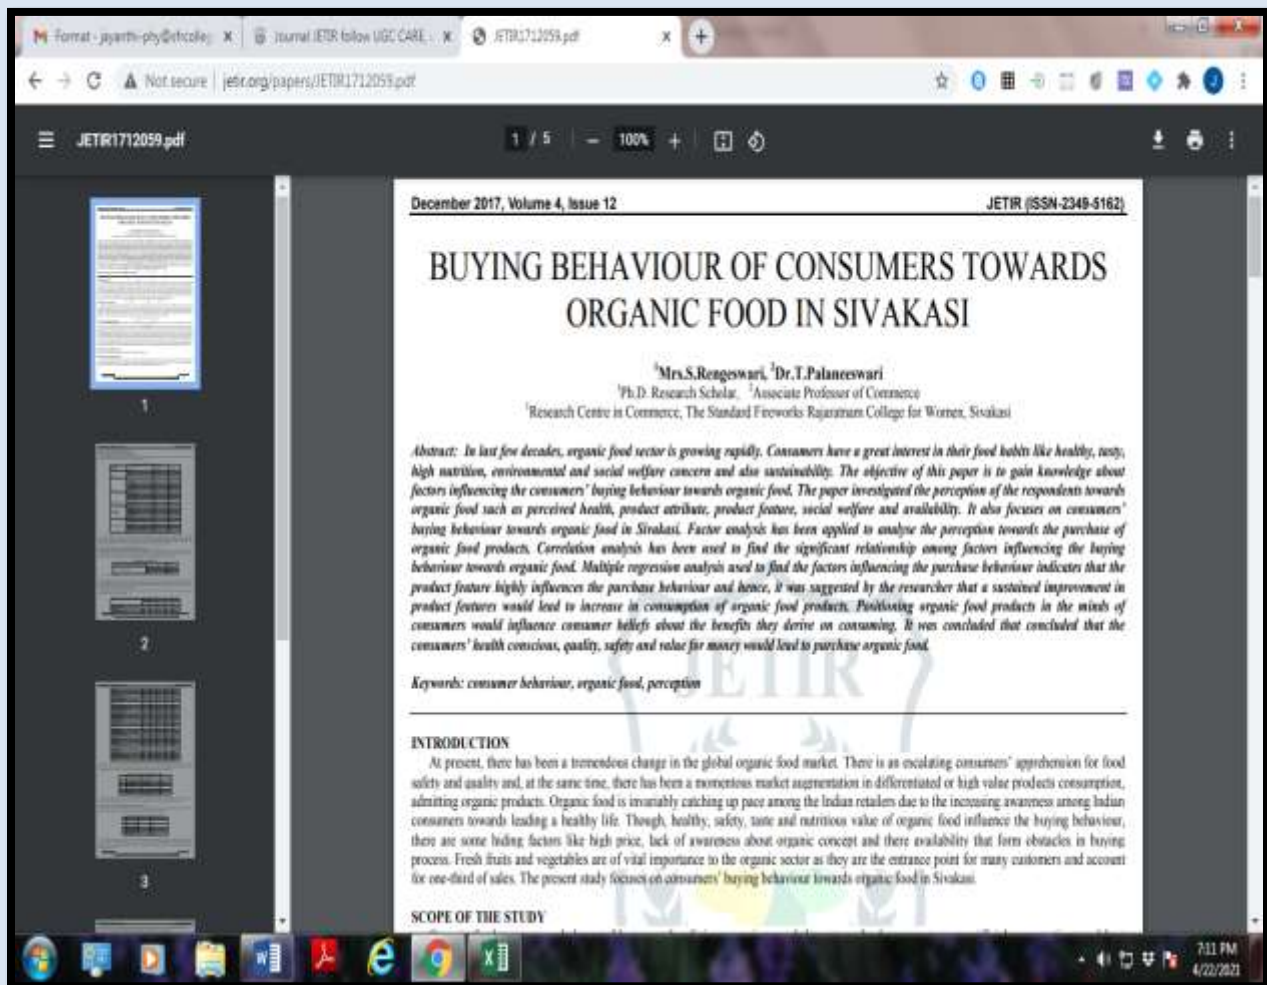 Format - jayanthi-phy@sfrcolleg
Journal JETIR follow UGC CARE,
JETIR1712059.pdf
Not secure | jetir.org/papers/JETIR1712059.pdf
JETIR1712059.pdf
1 / 5 − 100% +
December 2017, Volume 4, Issue 12 JETIR (ISSN-2349-5162)
BUYING BEHAVIOUR OF CONSUMERS TOWARDS
ORGANIC FOOD IN SIVAKASI
¹Mrs.S.Rengeswari, ²Dr.T.Palaneeswari
¹Ph.D. Research Scholar, ²Associate Professor of Commerce
¹Research Centre in Commerce, The Standard Fireworks Rajaratnam College for Women, Sivakasi
Abstract: In last few decades, organic food sector is growing rapidly. Consumers have a great interest in their food habits like healthy, tasty,
high nutrition, environmental and social welfare concern and also sustainability. The objective of this paper is to gain knowledge about
factors influencing the consumers' buying behaviour towards organic food. The paper investigated the perception of the respondents towards
organic food such as perceived health, product attribute, product feature, social welfare and availability. It also focuses on consumers'
buying behaviour towards organic food in Sivakasi. Factor analysis has been applied to analyse the perception towards the purchase of
organic food products. Correlation analysis has been used to find the significant relationship among factors influencing the buying
behaviour towards organic food. Multiple regression analysis used to find the factors influencing the purchase behaviour indicates that the
product feature highly influences the purchase behaviour and hence, it was suggested by the researcher that a sustained improvement in
product features would lead to increase in consumption of organic food products. Positioning organic food products in the minds of
consumers would influence consumer beliefs about the benefits they derive on consuming. It was concluded that concluded that the
consumers' health conscious, quality, safety and value for money would lead to purchase organic food.
JETIR
Keywords: consumer behaviour, organic food, perception
INTRODUCTION
At present, there has been a tremendous change in the global organic food market. There is an escalating consumers' apprehension for food
safety and quality and, at the same time, there has been a momentous market augmentation in differentiated or high value products consumption,
admitting organic products. Organic food is invariably catching up pace among the Indian retailers due to the increasing awareness among Indian
consumers towards leading a healthy life. Though, healthy, safety, taste and nutritious value of organic food influence the buying behaviour,
there are some hiding factors like high price, lack of awareness about organic concept and there availability that form obstacles in buying
process. Fresh fruits and vegetables are of vital importance to the organic sector as they are the entrance point for many customers and account
for one-third of sales. The present study focuses on consumers' buying behaviour towards organic food in Sivakasi.
SCOPE OF THE STUDY
1
2
3
7:11 PM
4/22/2021